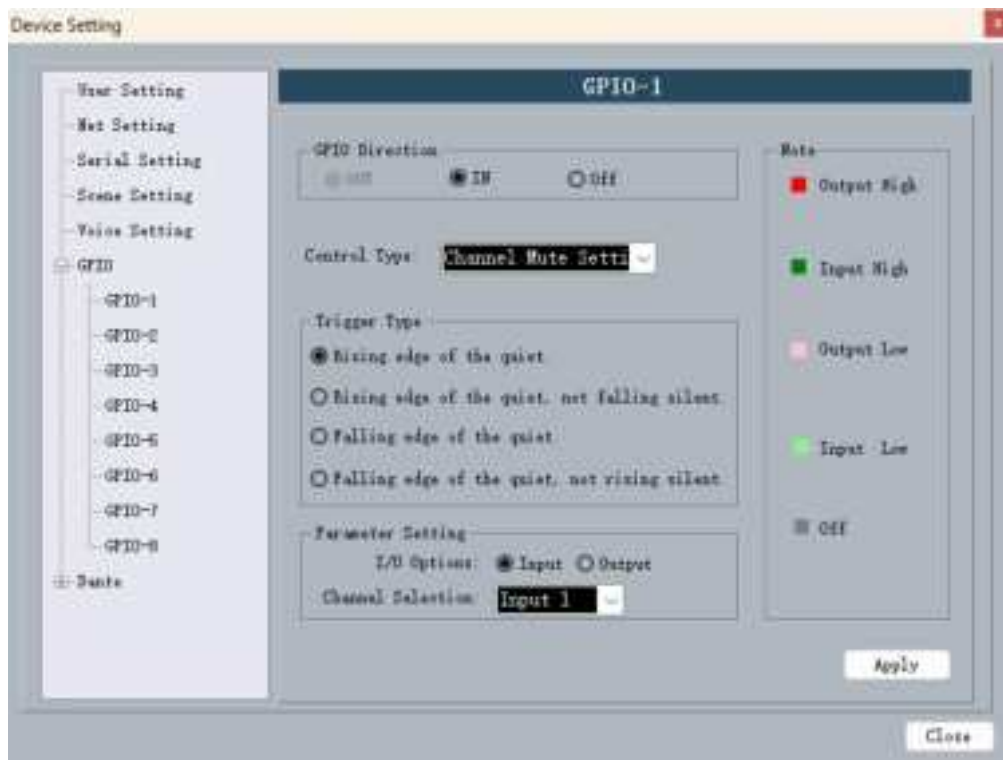 Device Setting
User Setting
Net Setting
Serial Setting
Scene Setting
Voice Setting
GPIO
GPIO-1
GPIO-2
GPIO-3
GPIO-4
GPIO-5
GPIO-6
GPIO-7
GPIO-8
Dante
GPIO-1
GPIO Direction
OUT IN Off
Control Type Channel Mute Setti
Trigger Type
Rising edge of the quiet
Rising edge of the quiet, not falling silent
Falling edge of the quiet
Falling edge of the quiet, not rising silent
Parameter Setting
I/O Options: Input Output
Channel Selection Input 1
Note
Output High
Input High
Output Low
Input Low
Off
Apply
Close